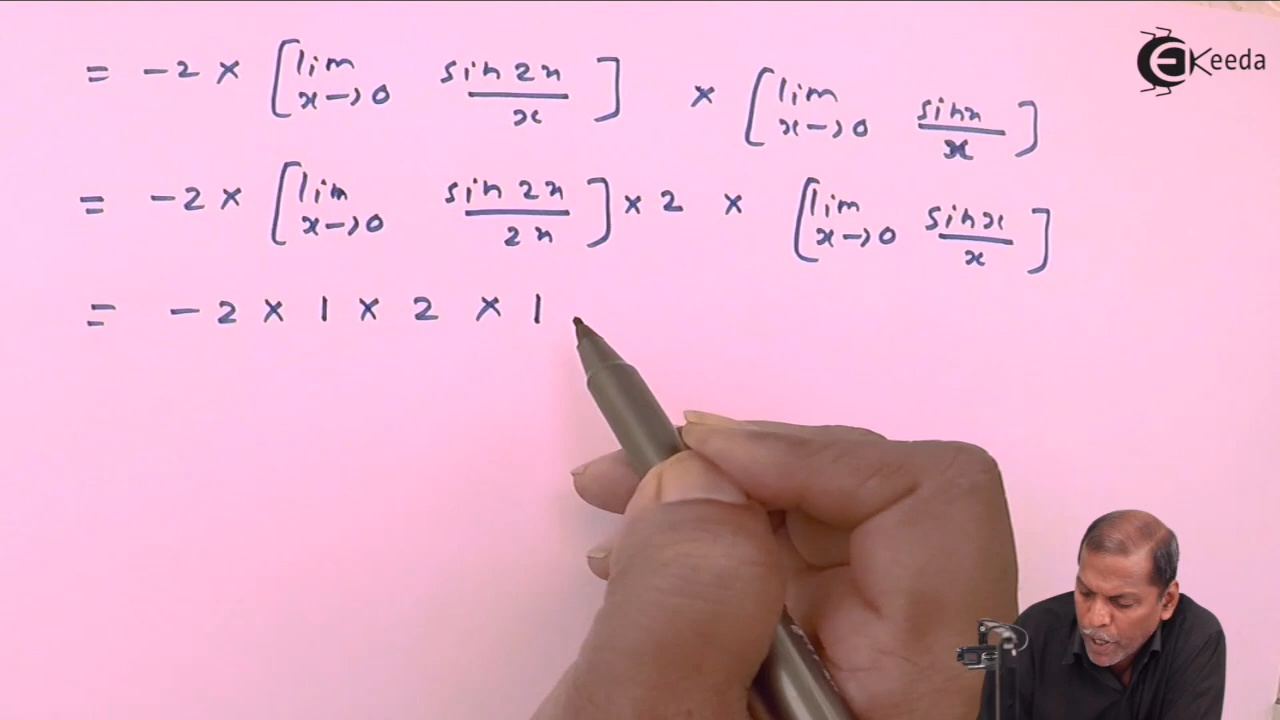 EKeeda
= -2 × [lim x→0 sin 2x / x] × [lim x→0 sin x / x]
= -2 × [lim x→0 sin 2x / 2x] × 2 × [lim x→0 sin x / x]
= -2 × 1 × 2 × 1